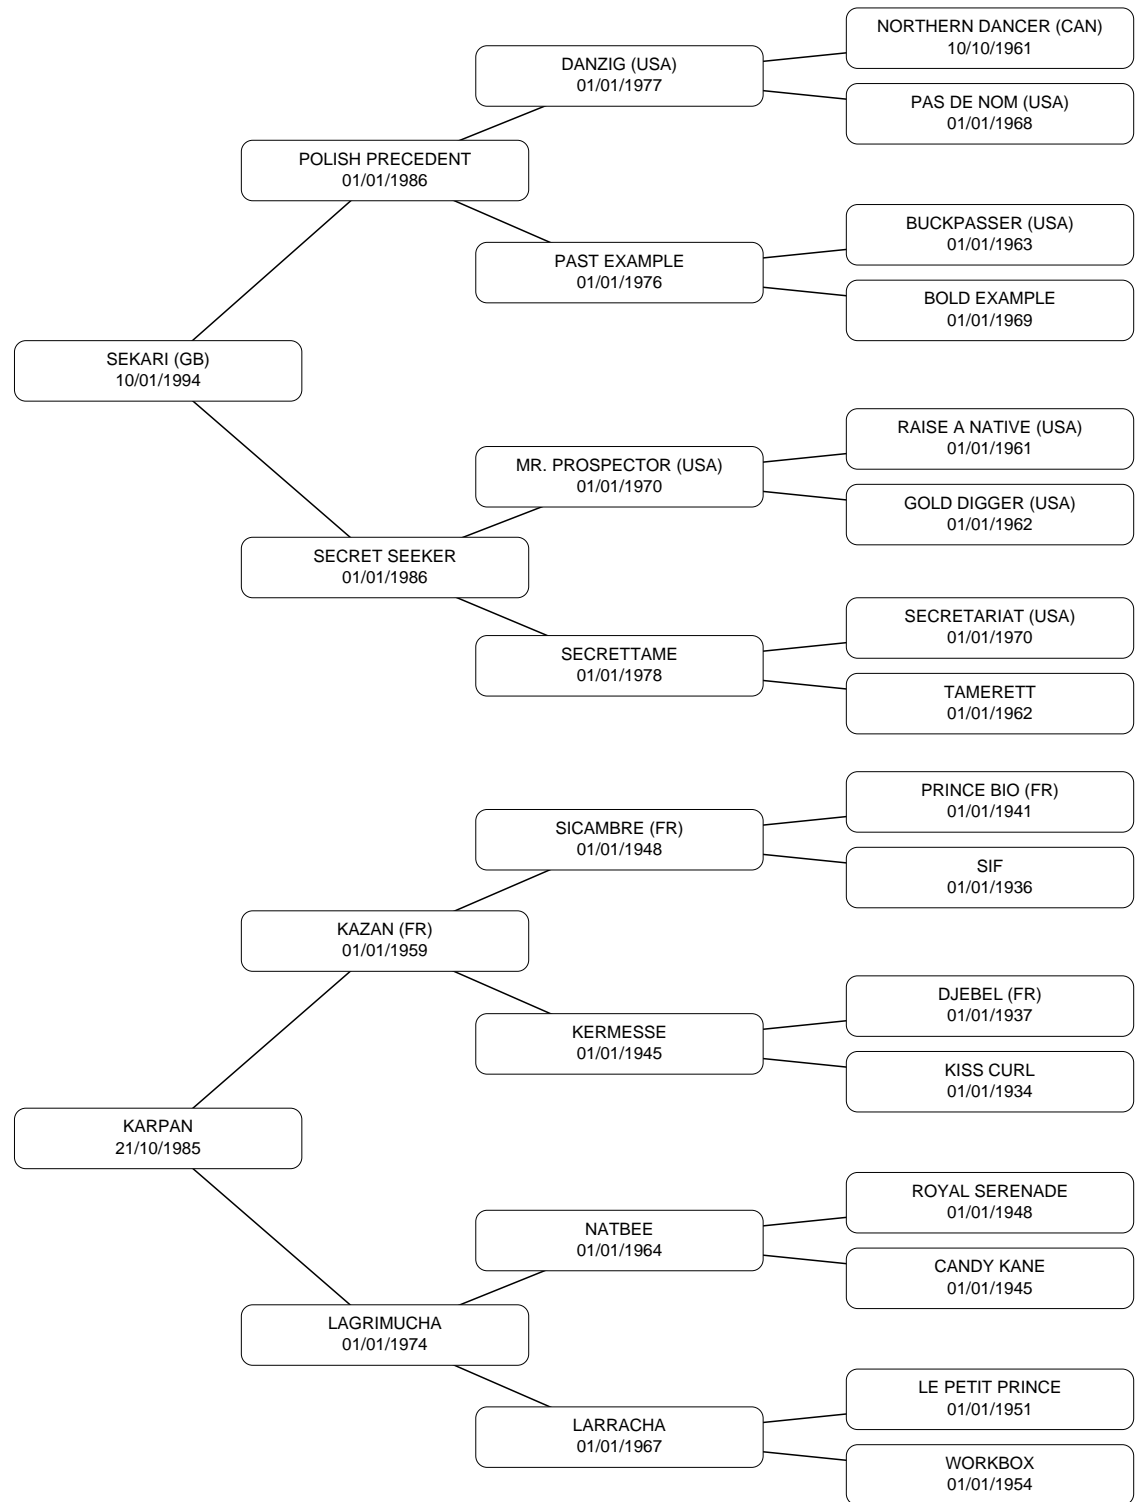 NORTHERN DANCER (CAN)
10/10/1961
DANZIG (USA)
01/01/1977
PAS DE NOM (USA)
01/01/1968
POLISH PRECEDENT
01/01/1986
BUCKPASSER (USA)
01/01/1963
PAST EXAMPLE
01/01/1976
BOLD EXAMPLE
01/01/1969
SEKARI (GB)
10/01/1994
RAISE A NATIVE (USA)
01/01/1961
MR. PROSPECTOR (USA)
01/01/1970
GOLD DIGGER (USA)
01/01/1962
SECRET SEEKER
01/01/1986
SECRETARIAT (USA)
01/01/1970
SECRETTAME
01/01/1978
TAMERETT
01/01/1962
PRINCE BIO (FR)
01/01/1941
SICAMBRE (FR)
01/01/1948
SIF
01/01/1936
KAZAN (FR)
01/01/1959
DJEBEL (FR)
01/01/1937
KERMESSE
01/01/1945
KISS CURL
01/01/1934
KARPAN
21/10/1985
ROYAL SERENADE
01/01/1948
NATBEE
01/01/1964
CANDY KANE
01/01/1945
LAGRIMUCHA
01/01/1974
LE PETIT PRINCE
01/01/1951
LARRACHA
01/01/1967
WORKBOX
01/01/1954